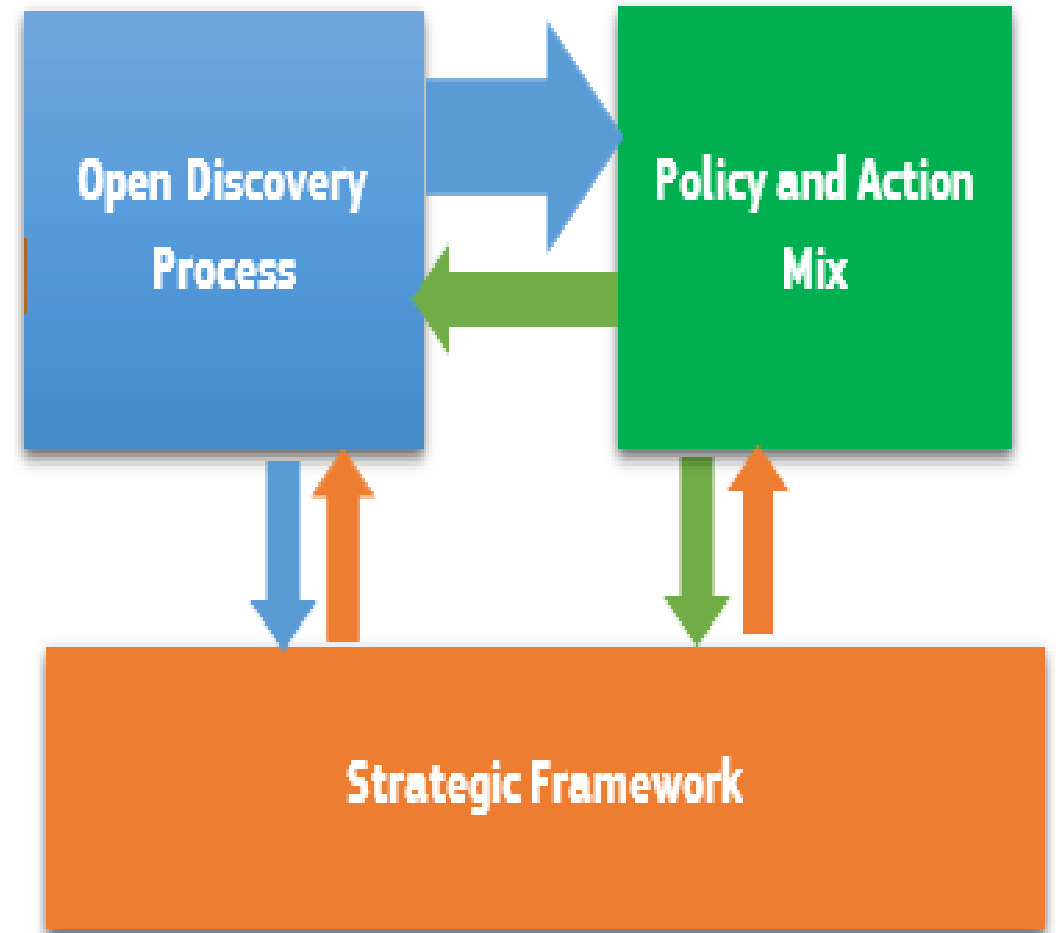 Open Discovery
Process
Policy and Action
Mix
Strategic Framework